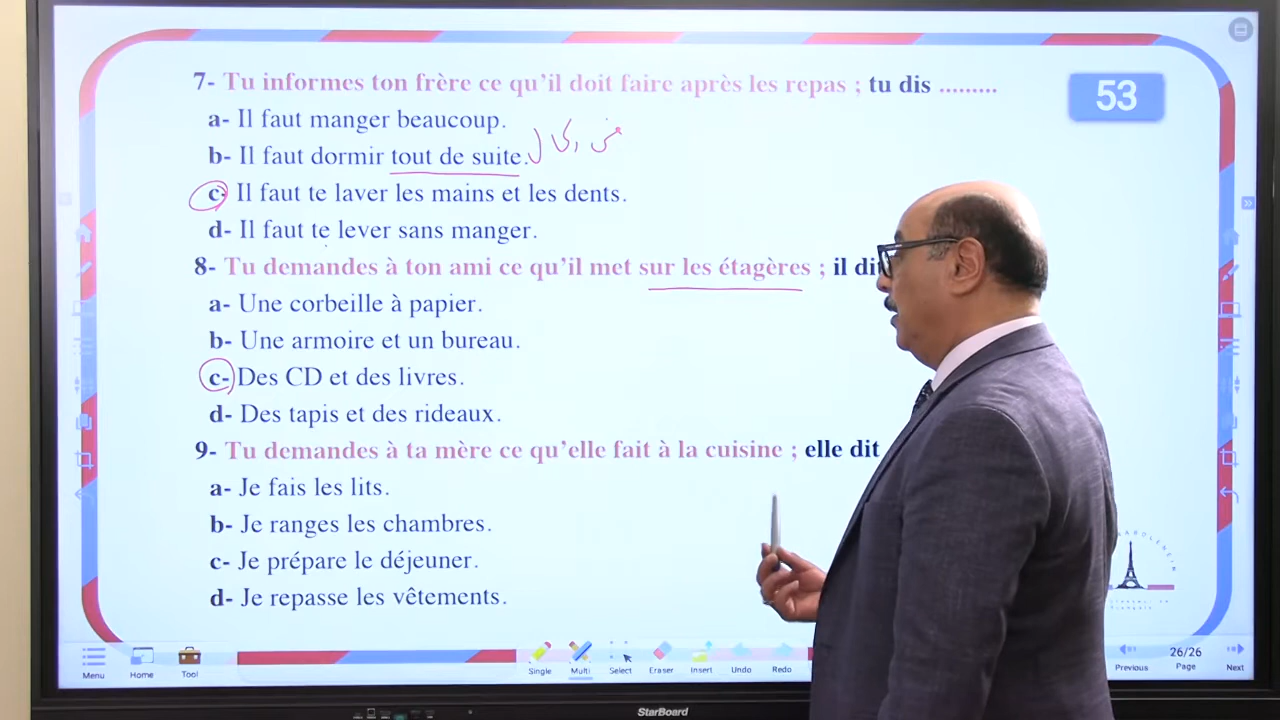 7- Tu informes ton frère ce qu'il doit faire après les repas ; tu dis .........
53
a- Il faut manger beaucoup.
b- Il faut dormir tout de suite.
c- Il faut te laver les mains et les dents.
d- Il faut te lever sans manger.
8- Tu demandes à ton ami ce qu'il met sur les étagères ; il dit
a- Une corbeille à papier.
b- Une armoire et un bureau.
c- Des CD et des livres.
d- Des tapis et des rideaux.
9- Tu demandes à ta mère ce qu'elle fait à la cuisine ; elle dit
a- Je fais les lits.
b- Je ranges les chambres.
c- Je prépare le déjeuner.
d- Je repasse les vêtements.
Menu Home Tool Single Multi Select Eraser Insert Undo Redo Previous 26/26 Page Next
StarBoard